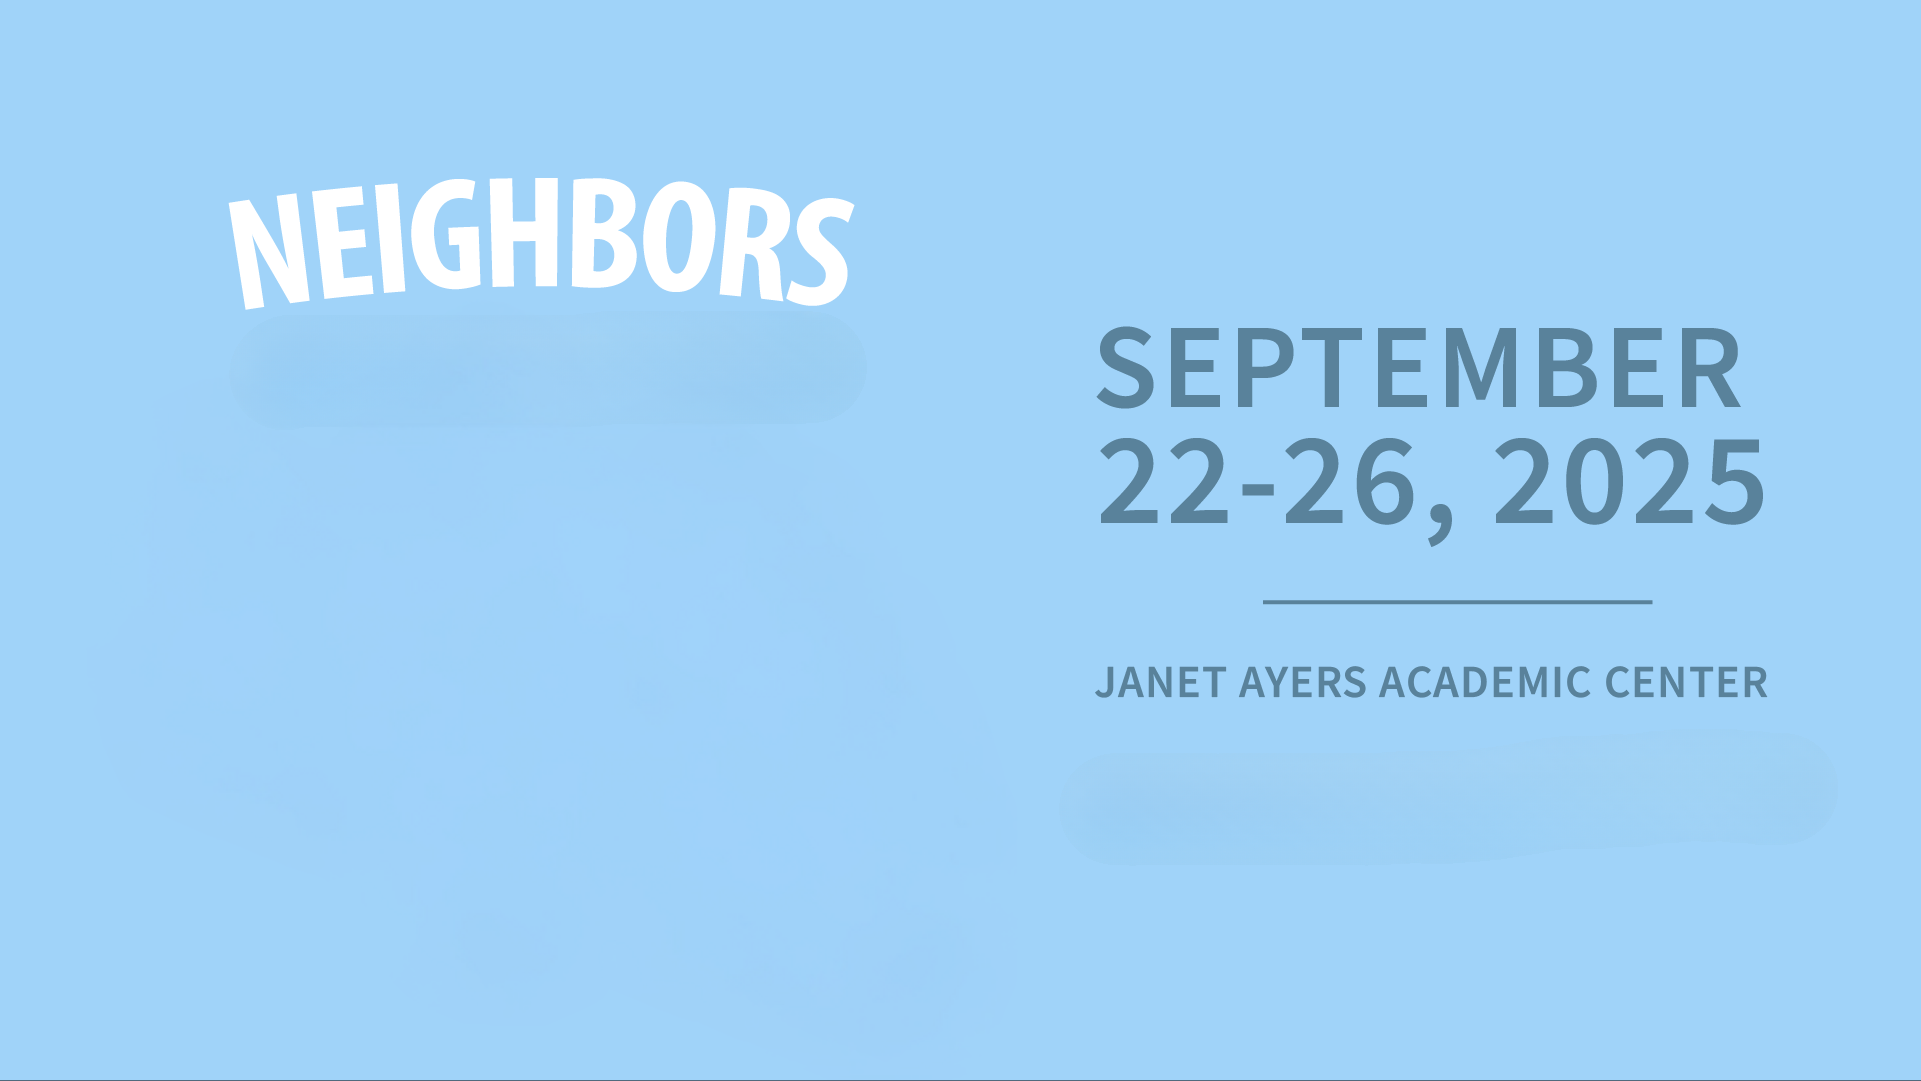 NEIGHBORS
SEPTEMBER
22-26, 2025
JANET AYERS ACADEMIC CENTER